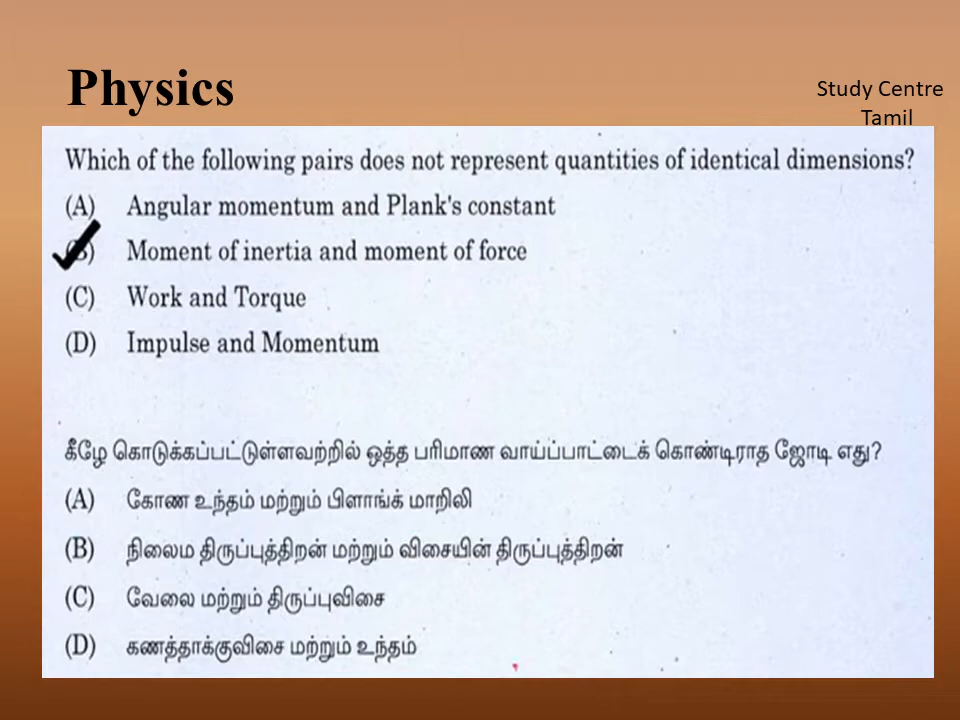 Physics
Study Centre
Tamil
Which of the following pairs does not represent quantities of identical dimensions?
(A) Angular momentum and Plank's constant
(B) Moment of inertia and moment of force
(C) Work and Torque
(D) Impulse and Momentum
கீழே கொடுக்கப்பட்டுள்ளவற்றில் ஒத்த பரிமாண வாய்ப்பாட்டைக் கொண்டிராத ஜோடி எது?
(A) கோண உந்தம் மற்றும் பிளாங்க் மாறிலி
(B) நிலைம திருப்புத்திறன் மற்றும் விசையின் திருப்புத்திறன்
(C) வேலை மற்றும் திருப்புவிசை
(D) கணத்தாக்குவிசை மற்றும் உந்தம்